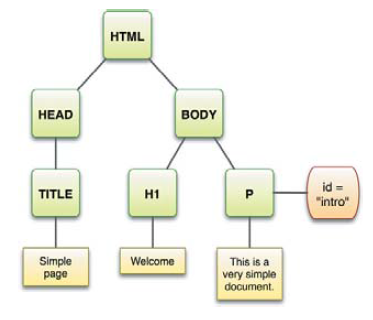 HTML
HEAD
BODY
TITLE
H1
P
id =
"intro"
Simple
page
Welcome
This is a
very simple
document.